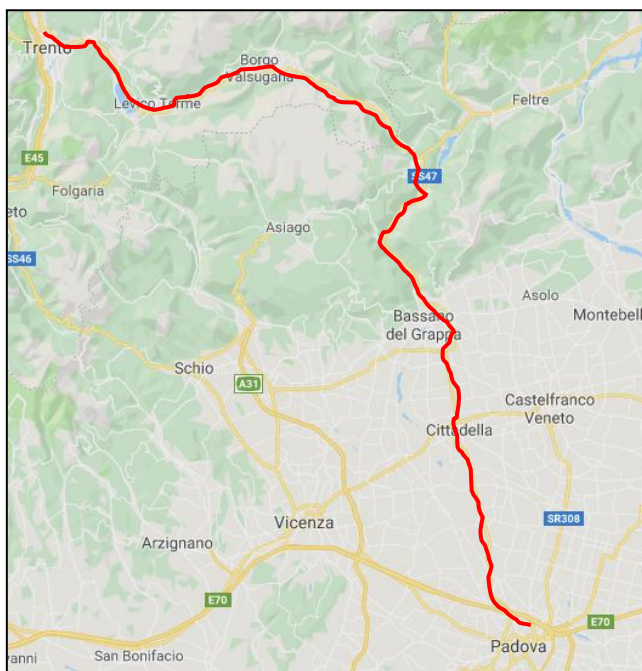 Trento
Borgo
Valsugana
Levico Terme
Feltre
E45
SS47
Folgaria
Asiago
SS46
Asolo
Bassano
del Grappa
Montebell
Schio
A31
Castelfranco
Veneto
Cittadella
Vicenza
SR308
Arzignano
E70
E70
Padova
San Bonifacio